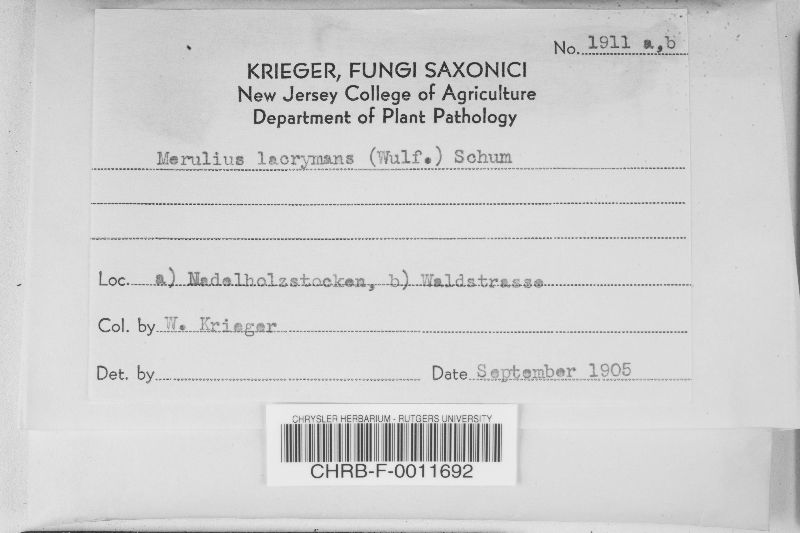 No. 1911 a,b
KRIEGER, FUNGI SAXONICI
New Jersey College of Agriculture
Department of Plant Pathology
Merulius lacrymans (Wulf.) Schum
Loc. a) Nadelholzstocken, b) Waldstrasse
Col. by W. Krieger
Det. by Date September 1905
CHRYSLER HERBARIUM - RUTGERS UNIVERSITY
CHRB-F-0011692